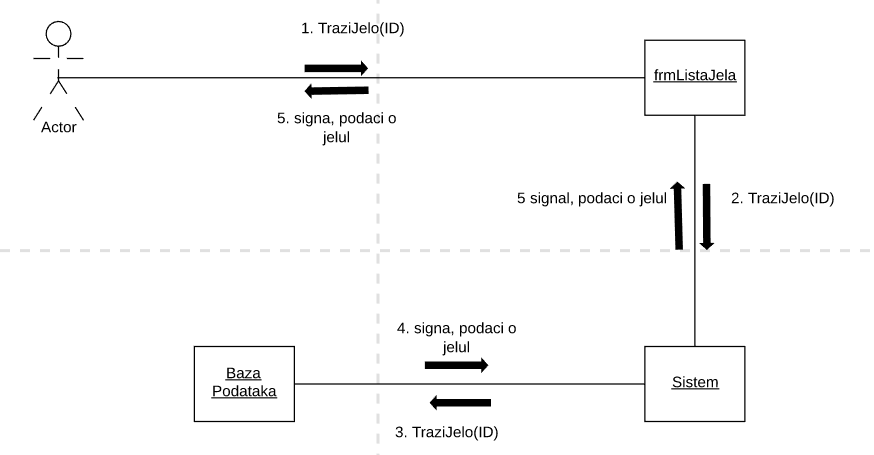 1. TraziJelo(ID)
frmListaJela
5. signa, podaci o
jelul
Actor
5 signal, podaci o jelul
2. TraziJelo(ID)
4. signa, podaci o
jelul
Baza
Podataka
Sistem
3. TraziJelo(ID)